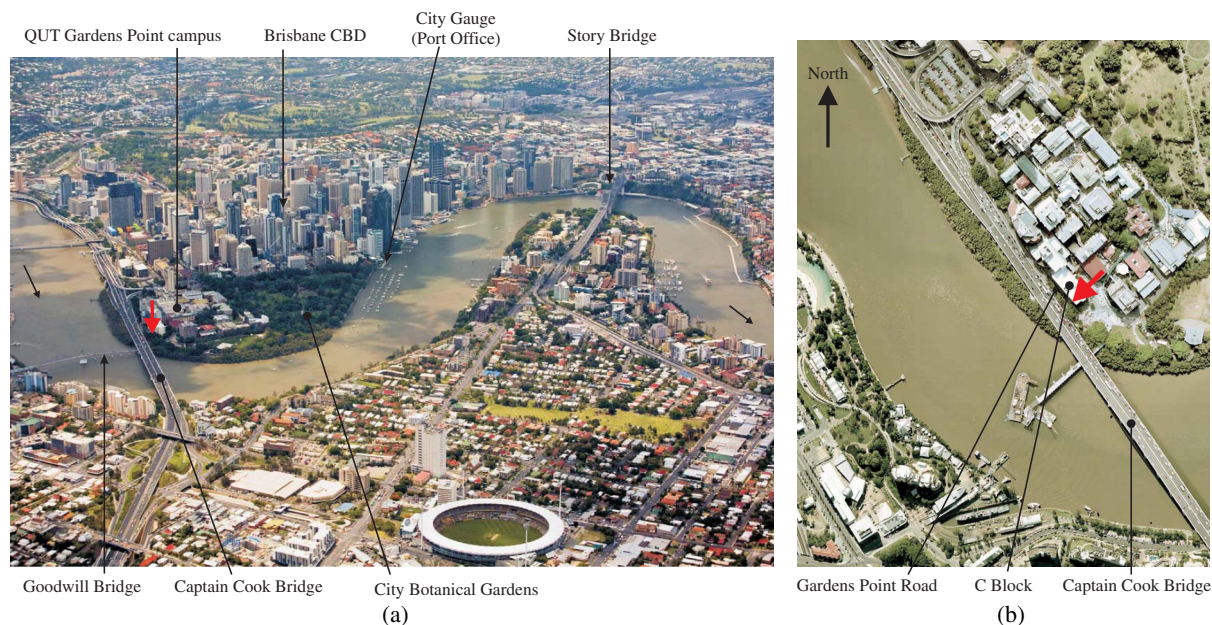 City Gauge
QUT Gardens Point campus Brisbane CBD (Port Office) Story Bridge
North
Goodwill Bridge Captain Cook Bridge City Botanical Gardens
Gardens Point Road C Block Captain Cook Bridge
(a) (b)